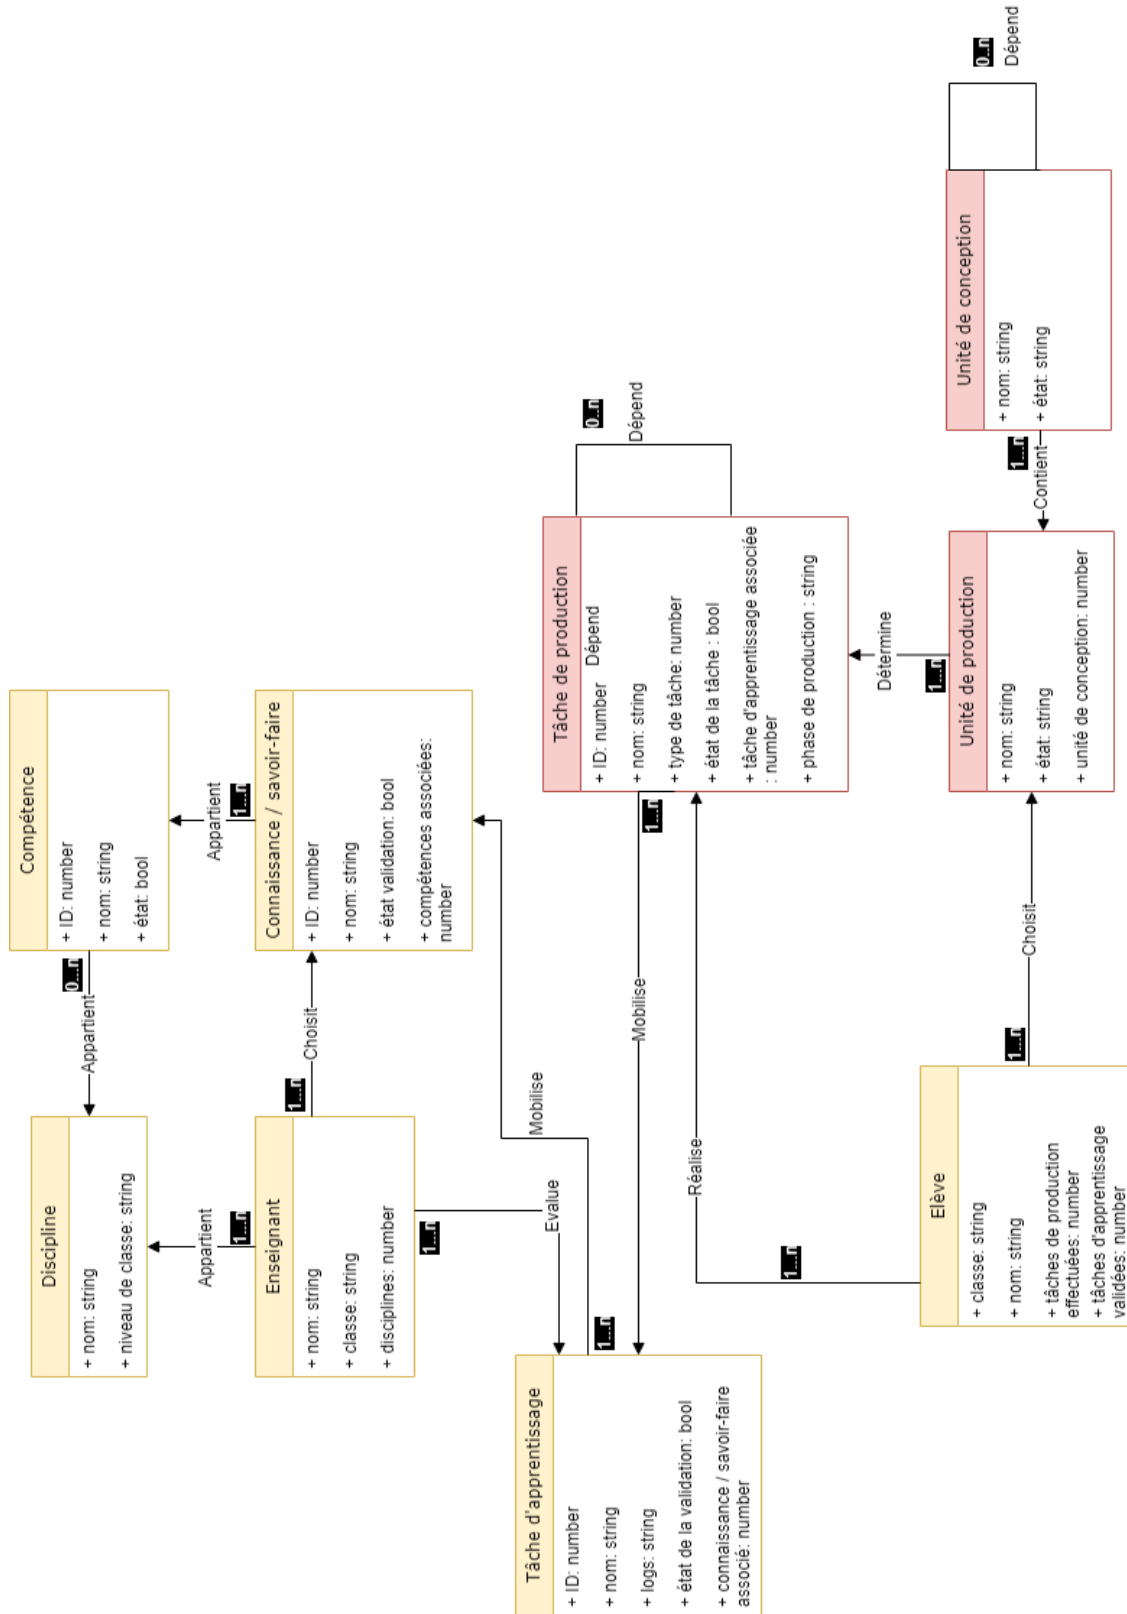 Discipline
+ nom: string
+ niveau de classe: string
Appartient
0...n
Compétence
+ ID: number
+ nom: string
+ état: bool
Appartient
1...n
Appartient
1...n
Enseignant
+ nom: string
+ classe: string
+ disciplines: number
1...n
Choisit
Connaissance / savoir-faire
+ ID: number
+ nom: string
+ état validation: bool
+ compétences associées:
number
1...n
Evalue
Mobilise
1...n
Tâche d'apprentissage
+ ID: number
+ nom: string
+ logs: string
+ état de la validation: bool
+ connaissance / savoir-faire
associé: number
Mobilise
1...n
Réalise
1...n
Tâche de production
+ ID: number
Dépend
+ nom: string
+ type de tâche: number
+ état de la tâche : bool
+ tâche d'apprentissage associée
: number
+ phase de production : string
0..n
Dépend
Détermine
1...n
Elève
+ classe: string
+ nom: string
+ tâches de production
effectuées: number
+ tâches d'apprentissage
validées: number
1...n
Choisit
Unité de production
+ nom: string
+ état: string
+ unité de conception: number
Contient
1...n
Unité de conception
+ nom: string
+ état: string
0..n
Dépend